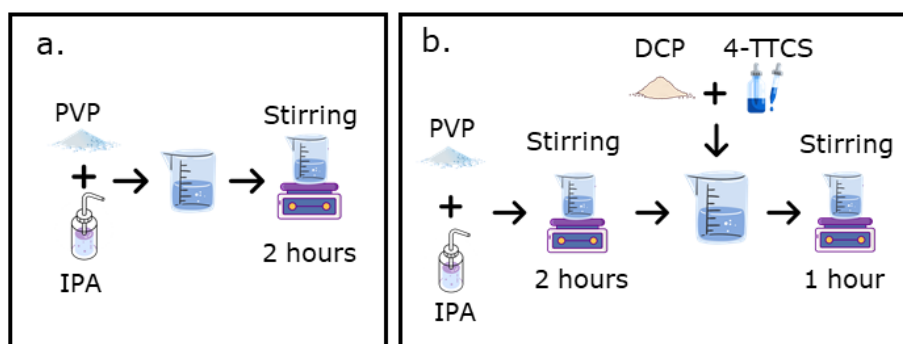 a.
PVP
+
IPA
Stirring
2 hours
b.
DCP
+
4-TTCS
PVP
+
IPA
Stirring
2 hours
Stirring
1 hour